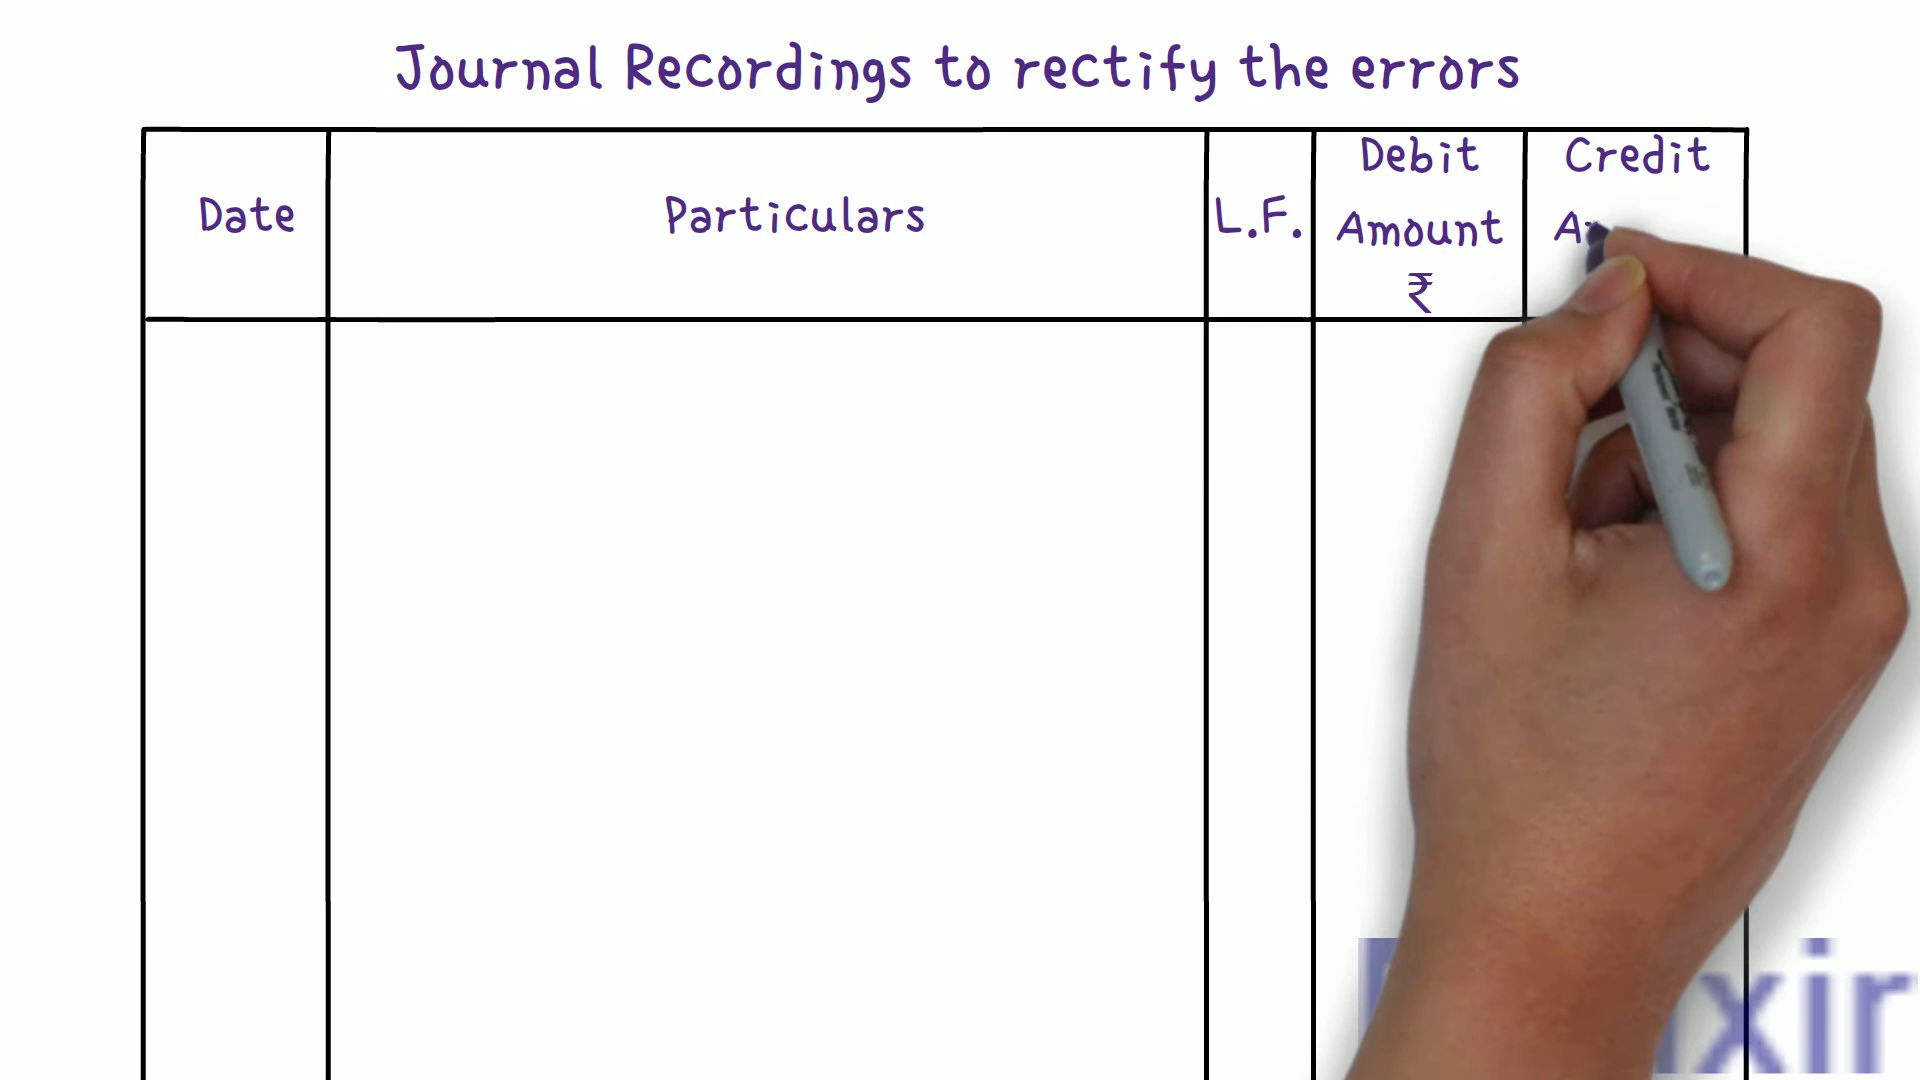 Journal Recordings to rectify the errors
Date
Particulars
L.F.
Debit
Amount
₹
Credit